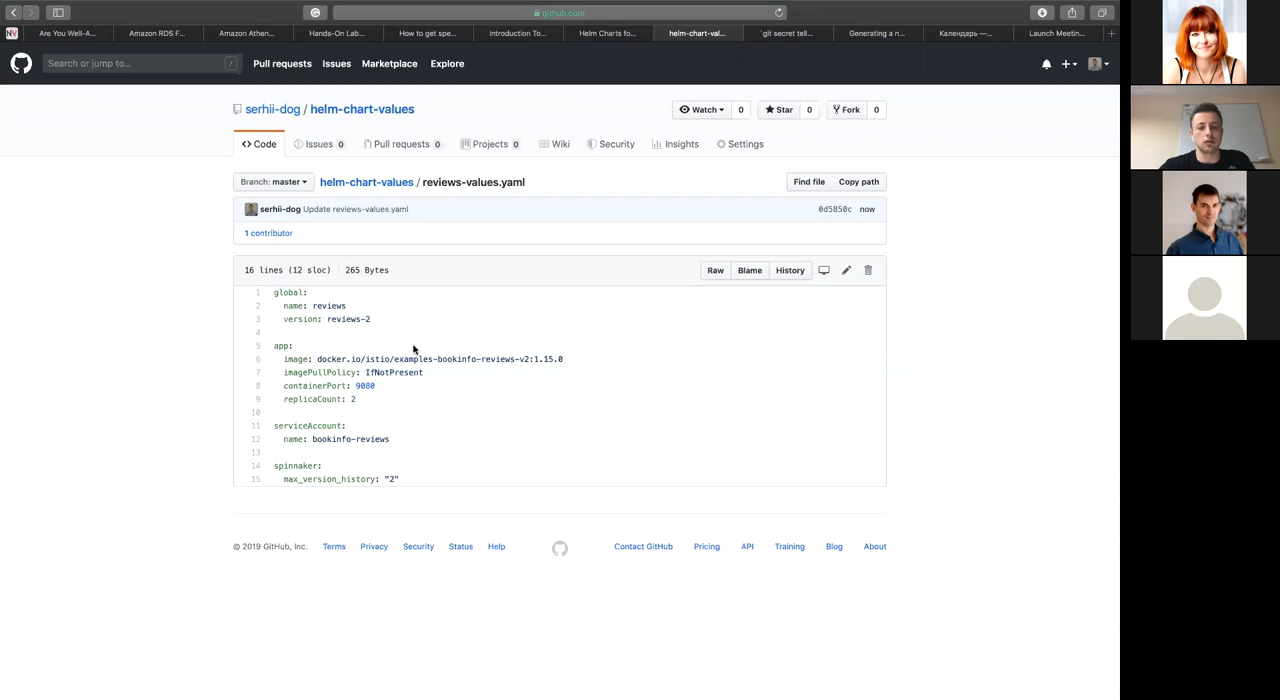 github.com
NV
Are You Well-A...
Amazon RDS F...
Amazon Athen...
Hands-On Lab...
How to get spe...
Introduction To...
Helm Charts fo...
helm-chart-val...
`git secret tell...
Generating a n...
Календарь —...
Launch Meetin...
Search or jump to...
/
Pull requests
Issues
Marketplace
Explore
serhii-dog / helm-chart-values
Watch 0
Star 0
Fork 0
Code
Issues 0
Pull requests 0
Projects 0
Wiki
Security
Insights
Settings
Branch: master
helm-chart-values / reviews-values.yaml
Find file
Copy path
serhii-dog Update reviews-values.yaml
0d5850c now
1 contributor
16 lines (12 sloc) 265 Bytes
Raw
Blame
History
1 global:
2 name: reviews
3 version: reviews-2
4
5 app:
6 image: docker.io/istio/examples-bookinfo-reviews-v2:1.15.0
7 imagePullPolicy: IfNotPresent
8 containerPort: 9080
9 replicaCount: 2
10
11 serviceAccount:
12 name: bookinfo-reviews
13
14 spinnaker:
15 max_version_history: "2"
© 2019 GitHub, Inc.
Terms
Privacy
Security
Status
Help
Contact GitHub
Pricing
API
Training
Blog
About